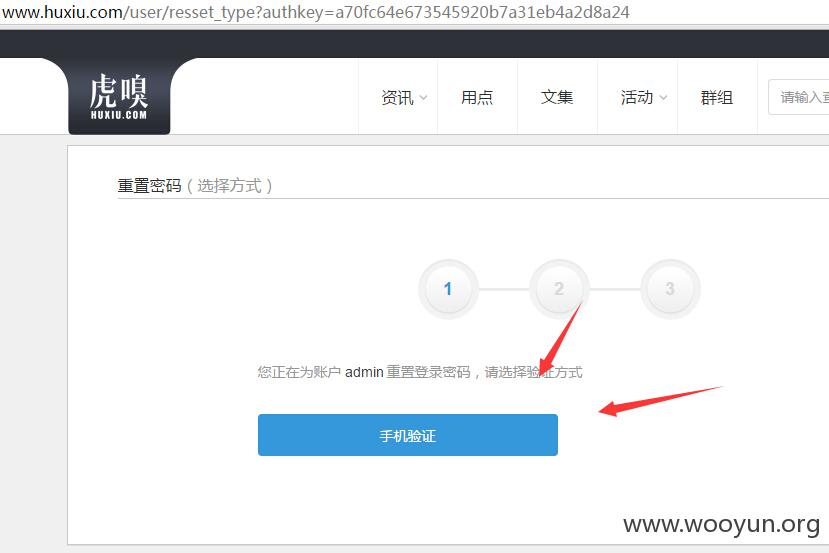 www.huxiu.com/user/resset_type?authkey=a70fc64e673545920b7a31eb4a2d8a24
虎嗅
HUXIU.COM
资讯 用点 文集 活动 群组 请输入
重置密码（选择方式）
1 2 3
您正在为账户 admin 重置登录密码，请选择验证方式
手机验证
www.wooyun.org